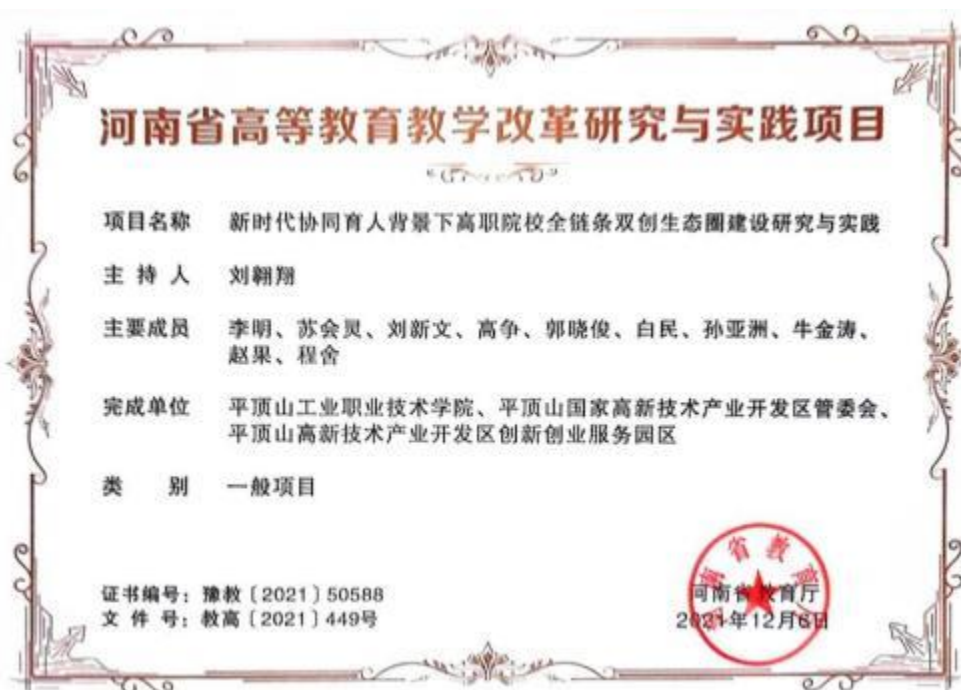 河南省高等教育教学改革研究与实践项目
项目名称 新时代协同育人背景下高职院校全链条双创生态圈建设研究与实践
主持人 刘翱翔
主要成员 李明、苏会灵、刘新文、高争、郭晓俊、白民、孙亚洲、牛金涛、
赵果、程舍
完成单位 平顶山工业职业技术学院、平顶山国家高新技术产业开发区管委会、
平顶山高新技术产业开发区创新创业服务园区
类别 一般项目
证书编号：豫教〔2021〕50588
文件号：教高〔2021〕449号
河南省教育厅
2021年12月6日
河南省教育厅